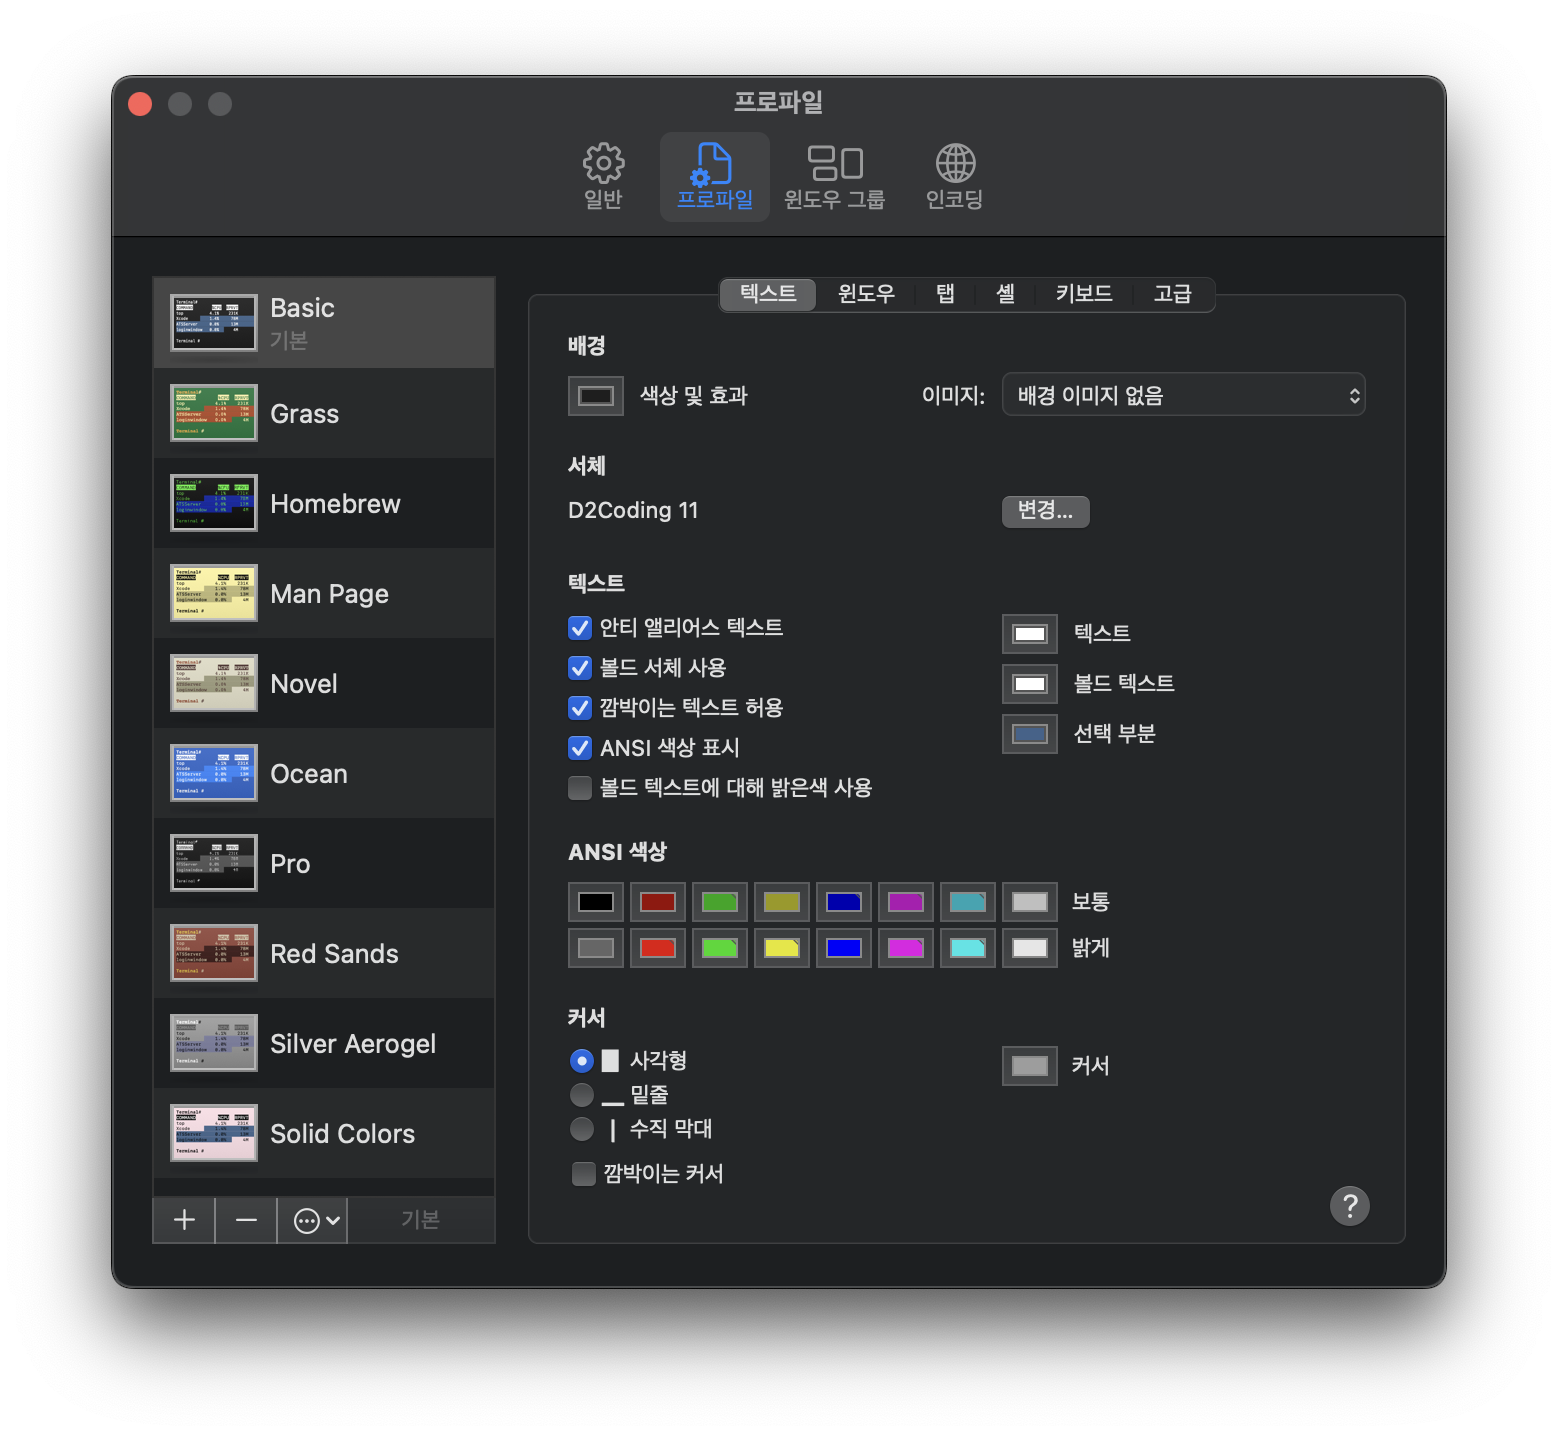 프로파일
일반
프로파일
윈도우 그룹
인코딩
Basic
기본
Grass
Homebrew
Man Page
Novel
Ocean
Pro
Red Sands
Silver Aerogel
Solid Colors
기본
텍스트 윈도우 탭 셸 키보드 고급
배경
색상 및 효과
이미지: 배경 이미지 없음
서체
D2Coding 11
변경...
텍스트
안티 앨리어스 텍스트
볼드 서체 사용
깜박이는 텍스트 허용
ANSI 색상 표시
볼드 텍스트에 대해 밝은색 사용
텍스트
볼드 텍스트
선택 부분
ANSI 색상
보통
밝게
커서
사각형
밑줄
수직 막대
깜박이는 커서
커서
?